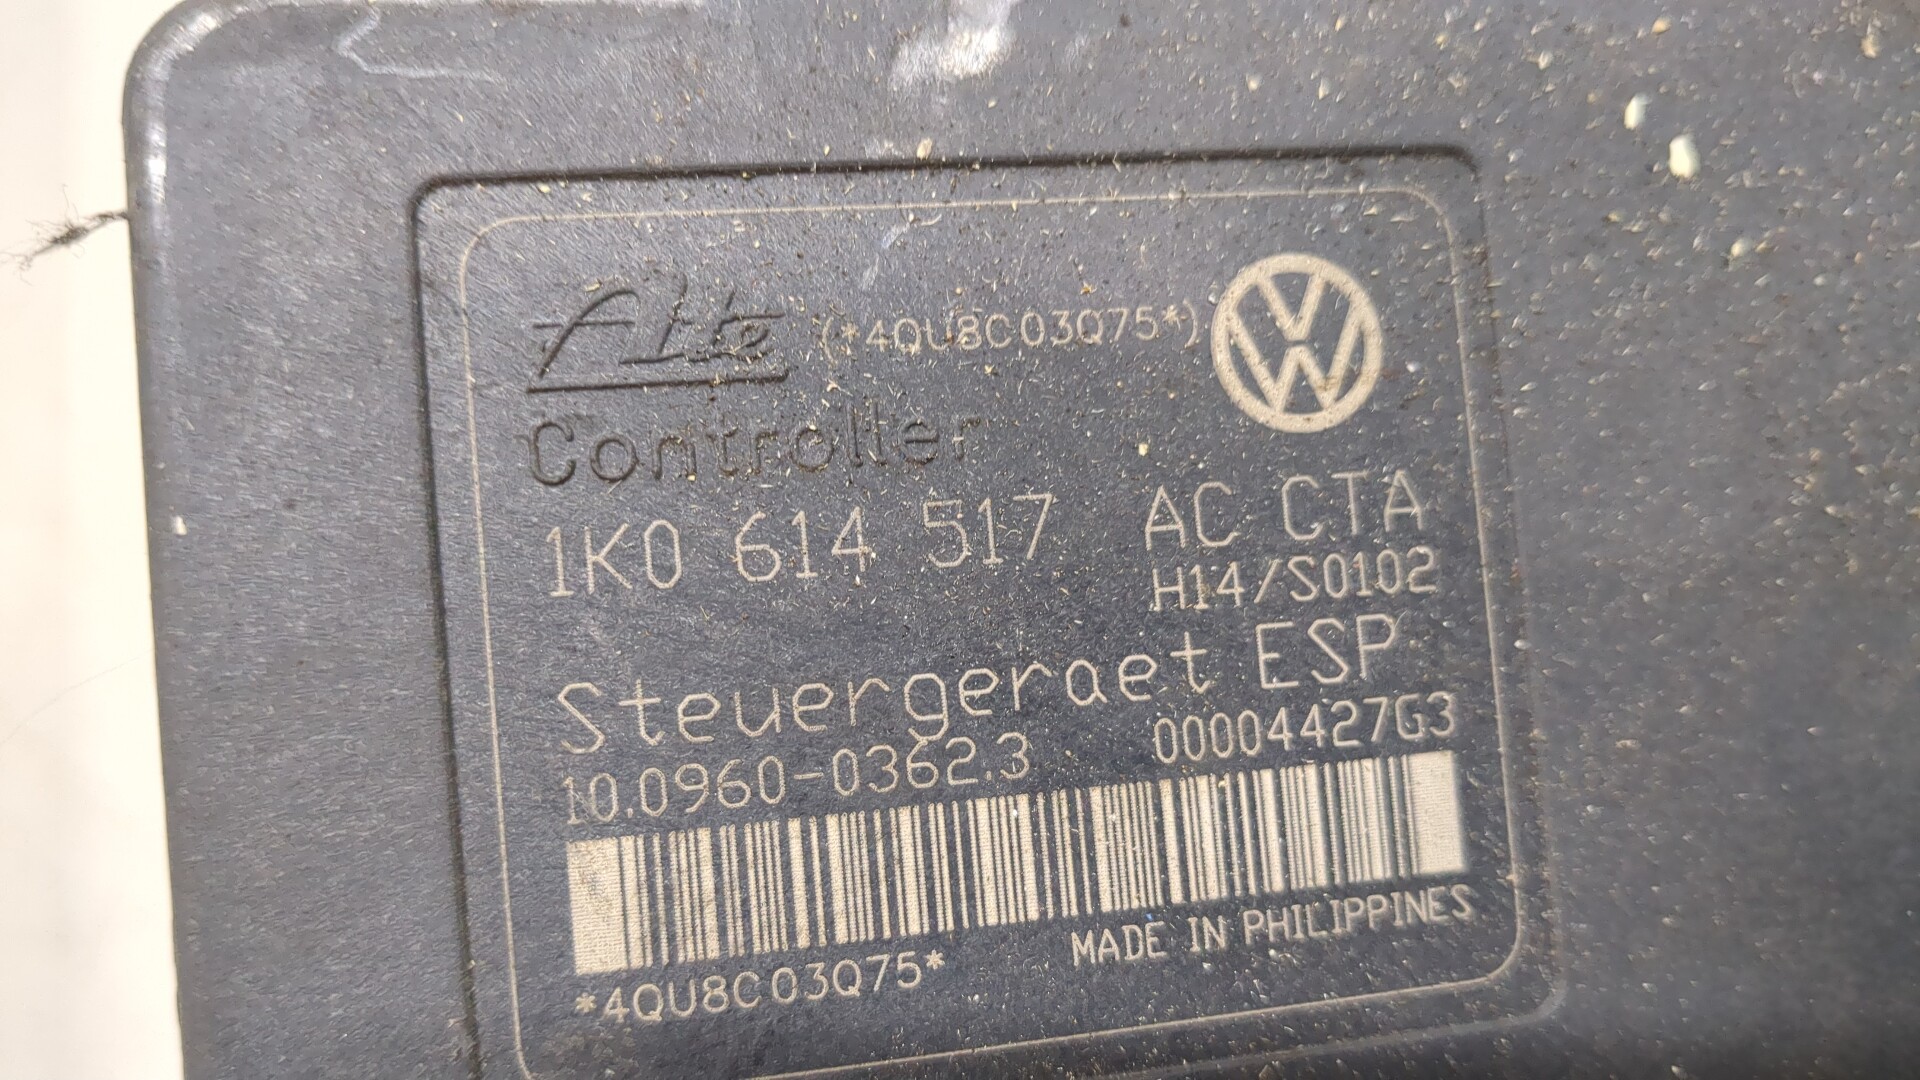 Ate (*4QU8C03Q75*)
Controller
1K0 614 517 AC CTA
H14/S0102
Steuergeraet ESP
10.0960-0362.3 00004427G3
*4QU8C03Q75* MADE IN PHILIPPINES